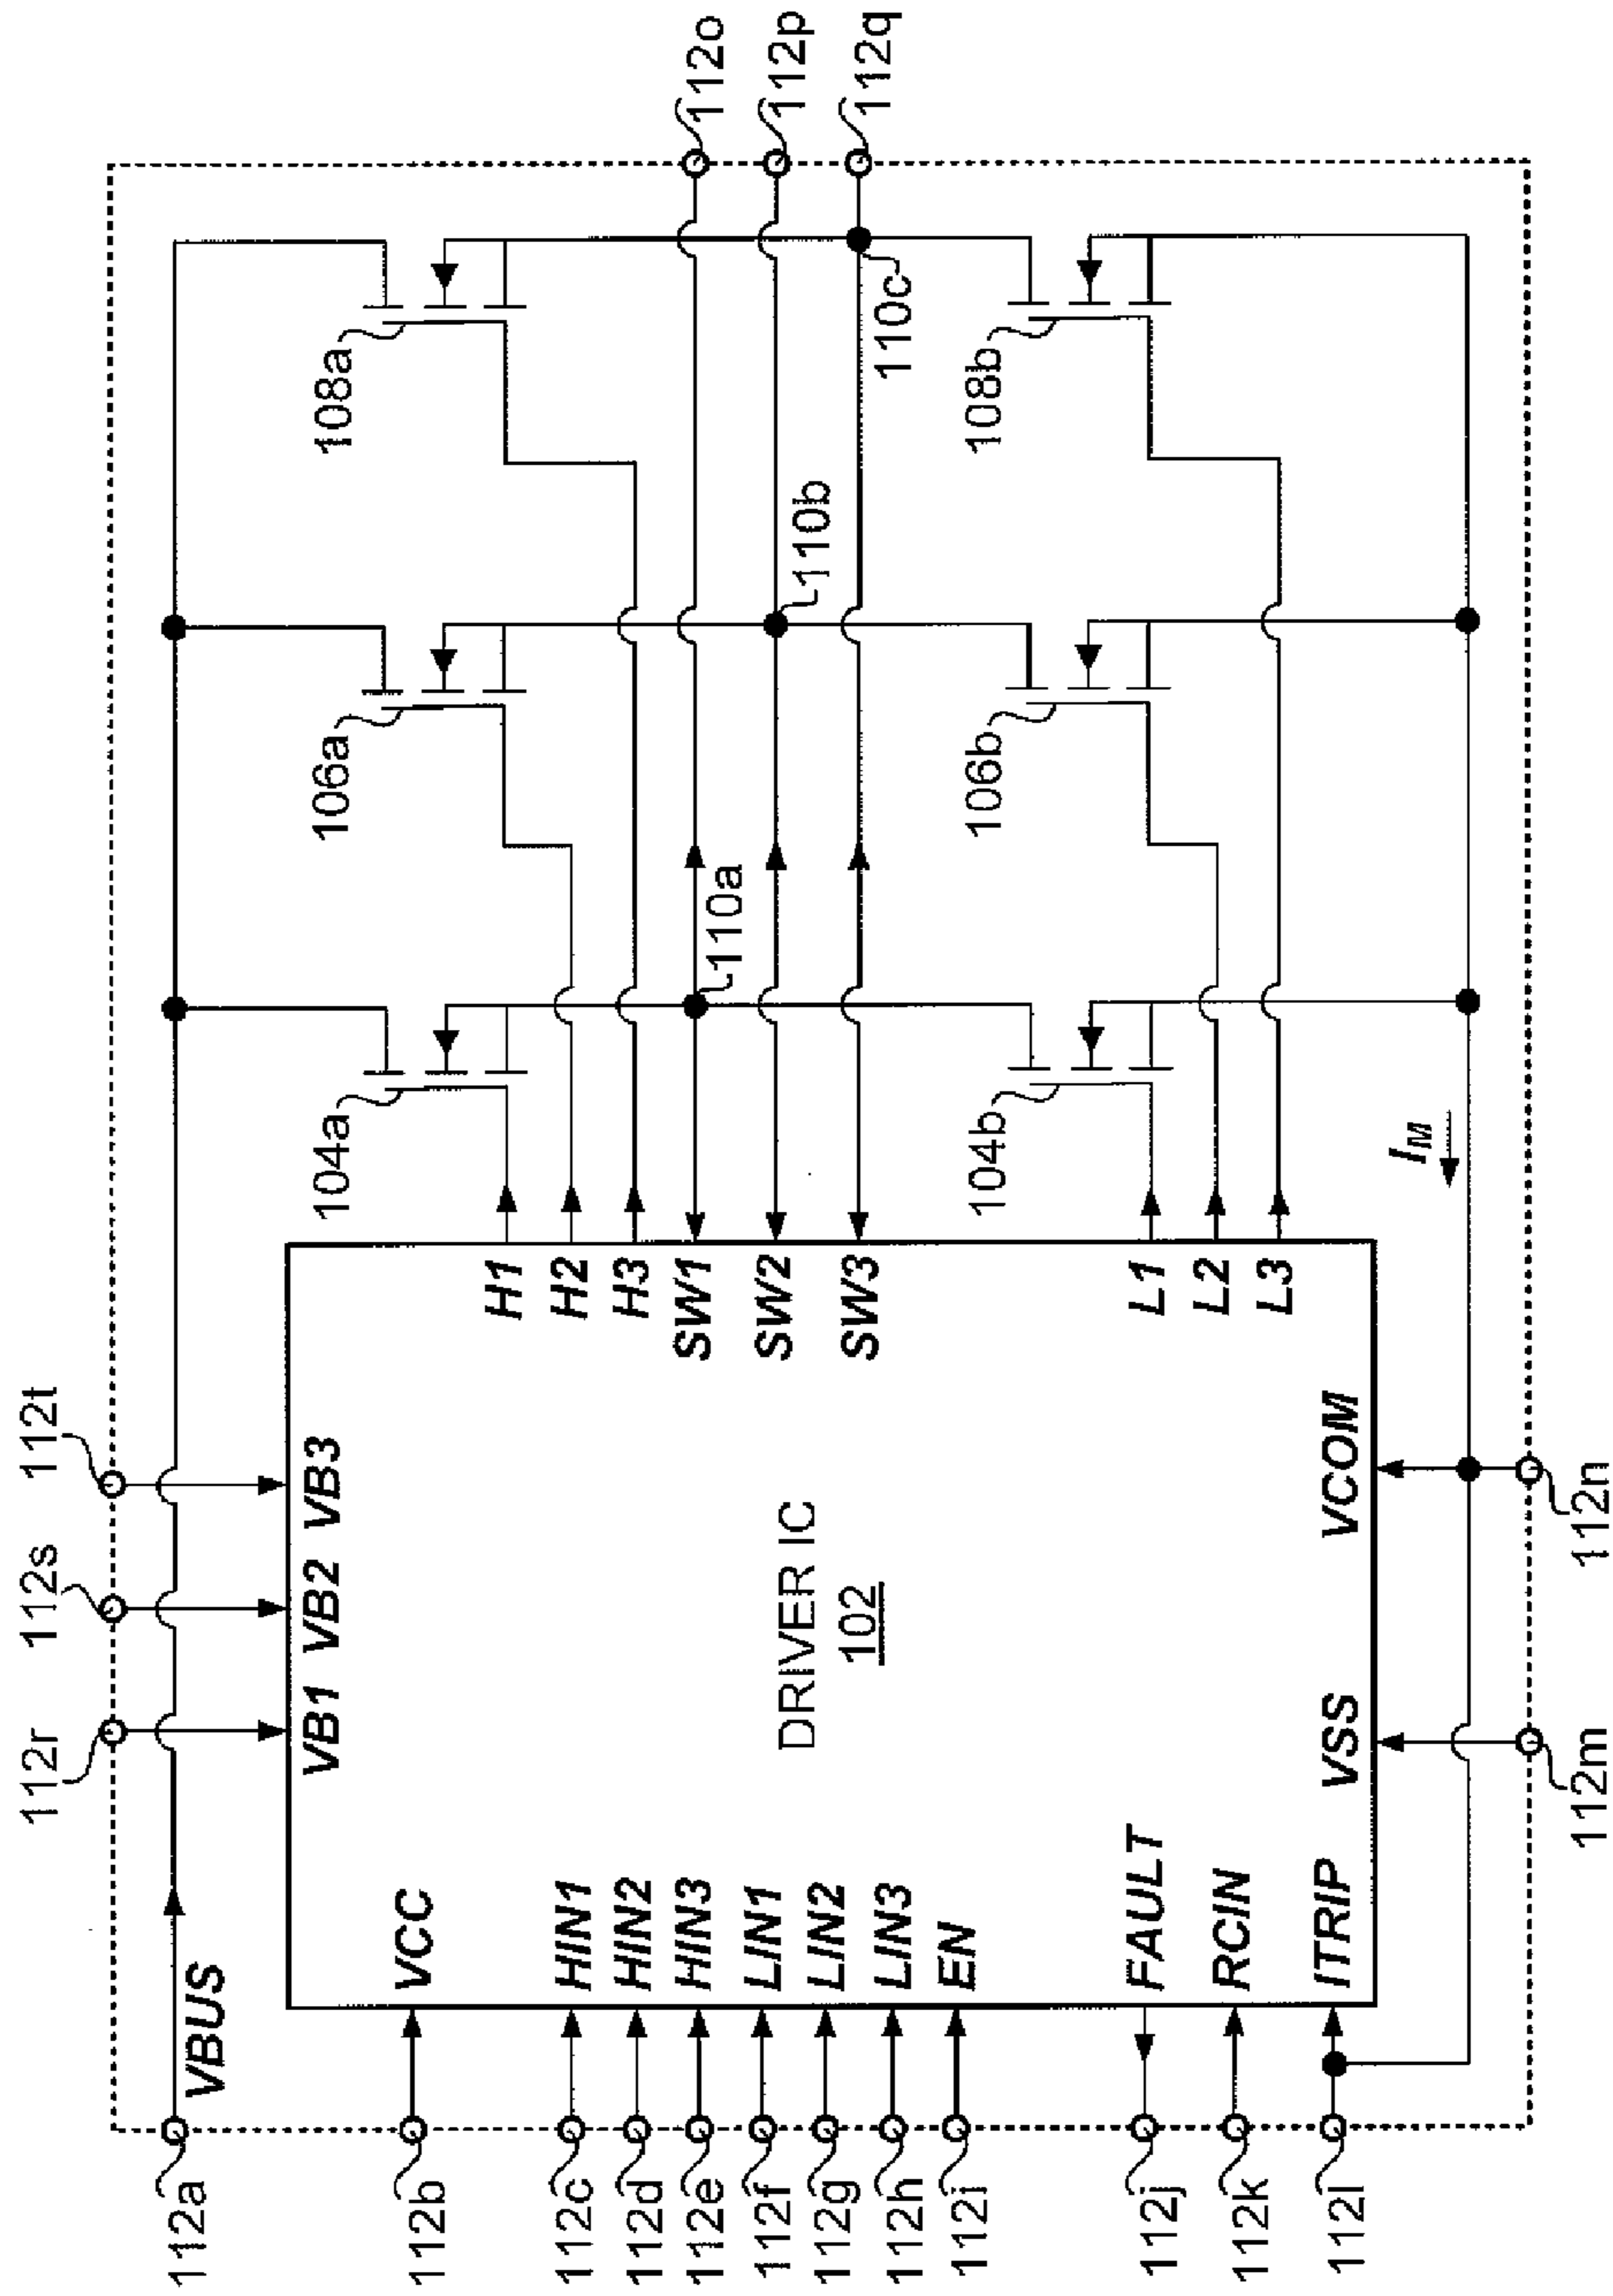 112r
112s
112t
112a
VBUS
VB1
VB2
VB3
112b
VCC
112c
HIN1
112d
HIN2
112e
HIN3
112f
LIN1
112g
LIN2
112h
LIN3
112i
EN
112j
FAULT
112k
RCIN
112l
ITRIP
DRIVER IC
102
VSS
VCOM
112m
112n
H1
H2
H3
SW1
SW2
SW3
L1
L2
L3
104a
106a
108a
110a
110b
110c
104b
106b
108b
IM
112o
112p
112q